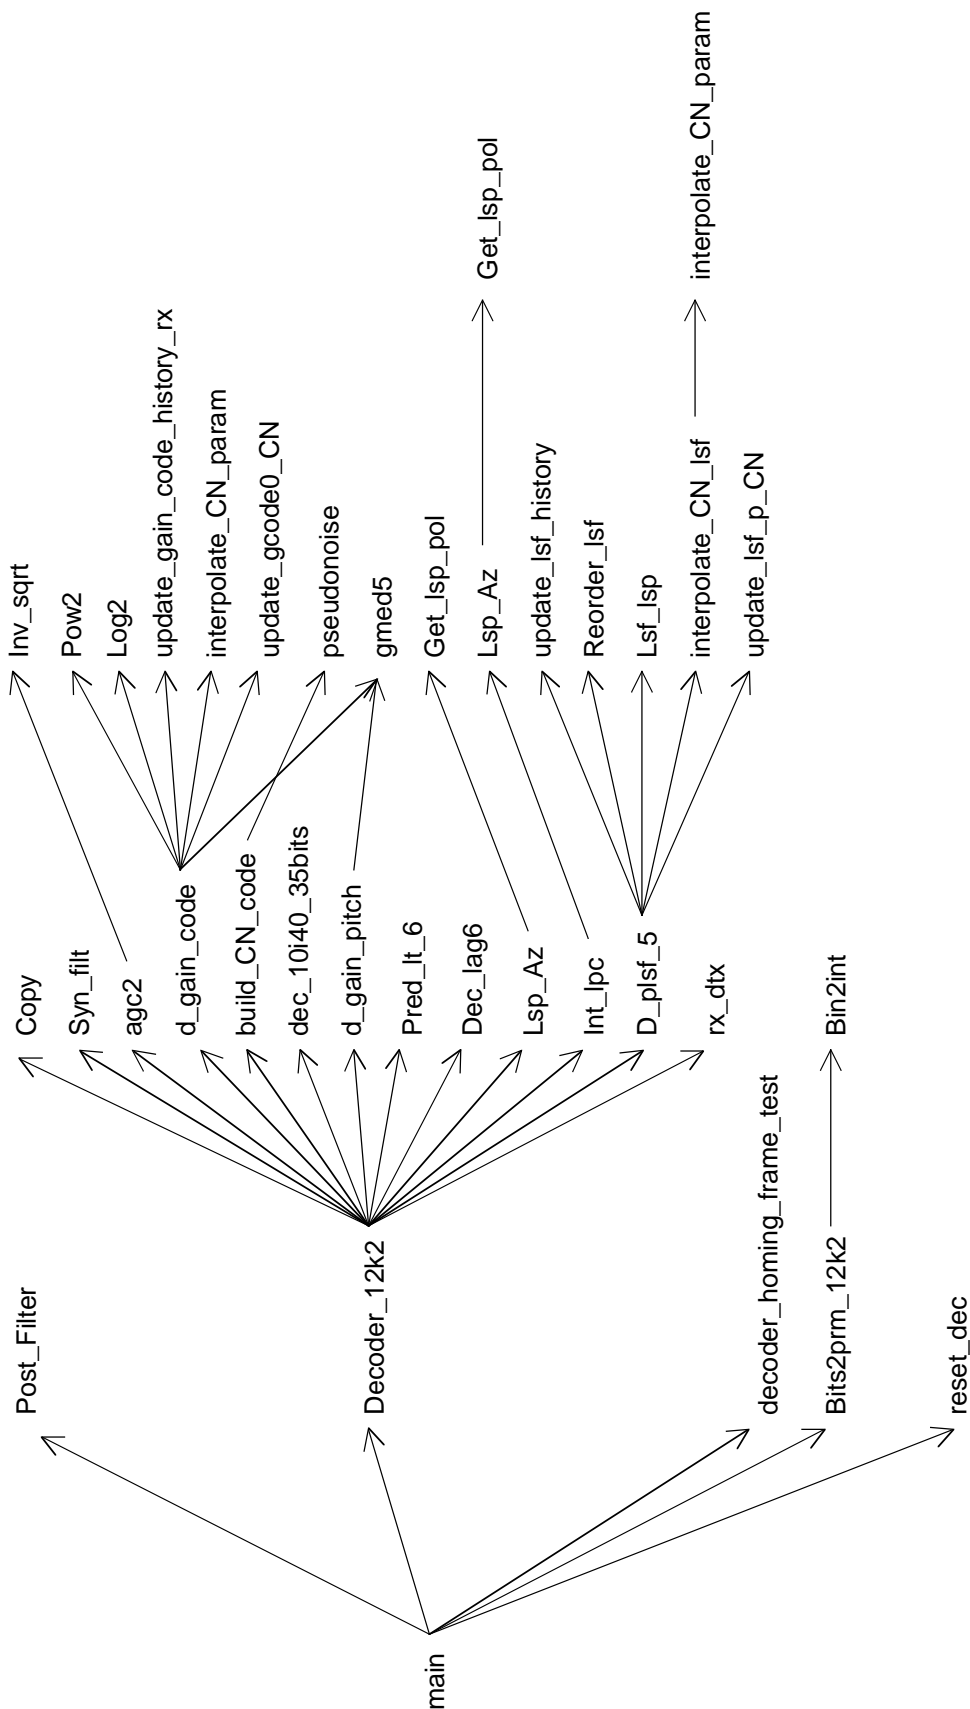 main
Post_Filter
Decoder_12k2
decoder_homing_frame_test
Bits2prm_12k2
reset_dec
Copy
Syn_filt
agc2
d_gain_code
build_CN_code
dec_10i40_35bits
d_gain_pitch
Pred_lt_6
Dec_lag6
Lsp_Az
Int_lpc
D_plsf_5
rx_dtx
Bin2int
Inv_sqrt
Pow2
Log2
update_gain_code_history_rx
interpolate_CN_param
update_gcode0_CN
pseudonoise
gmed5
Get_lsp_pol
Lsp_Az
update_lsf_history
Reorder_lsf
Lsf_lsp
interpolate_CN_lsf
update_lsf_p_CN
Get_lsp_pol
interpolate_CN_param